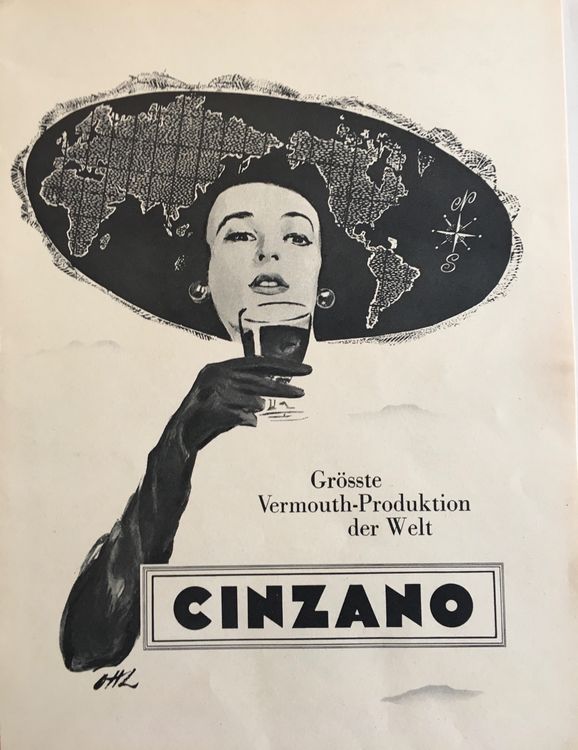 N
S
Grösste
Vermouth-Produktion
der Welt
CINZANO
OHL